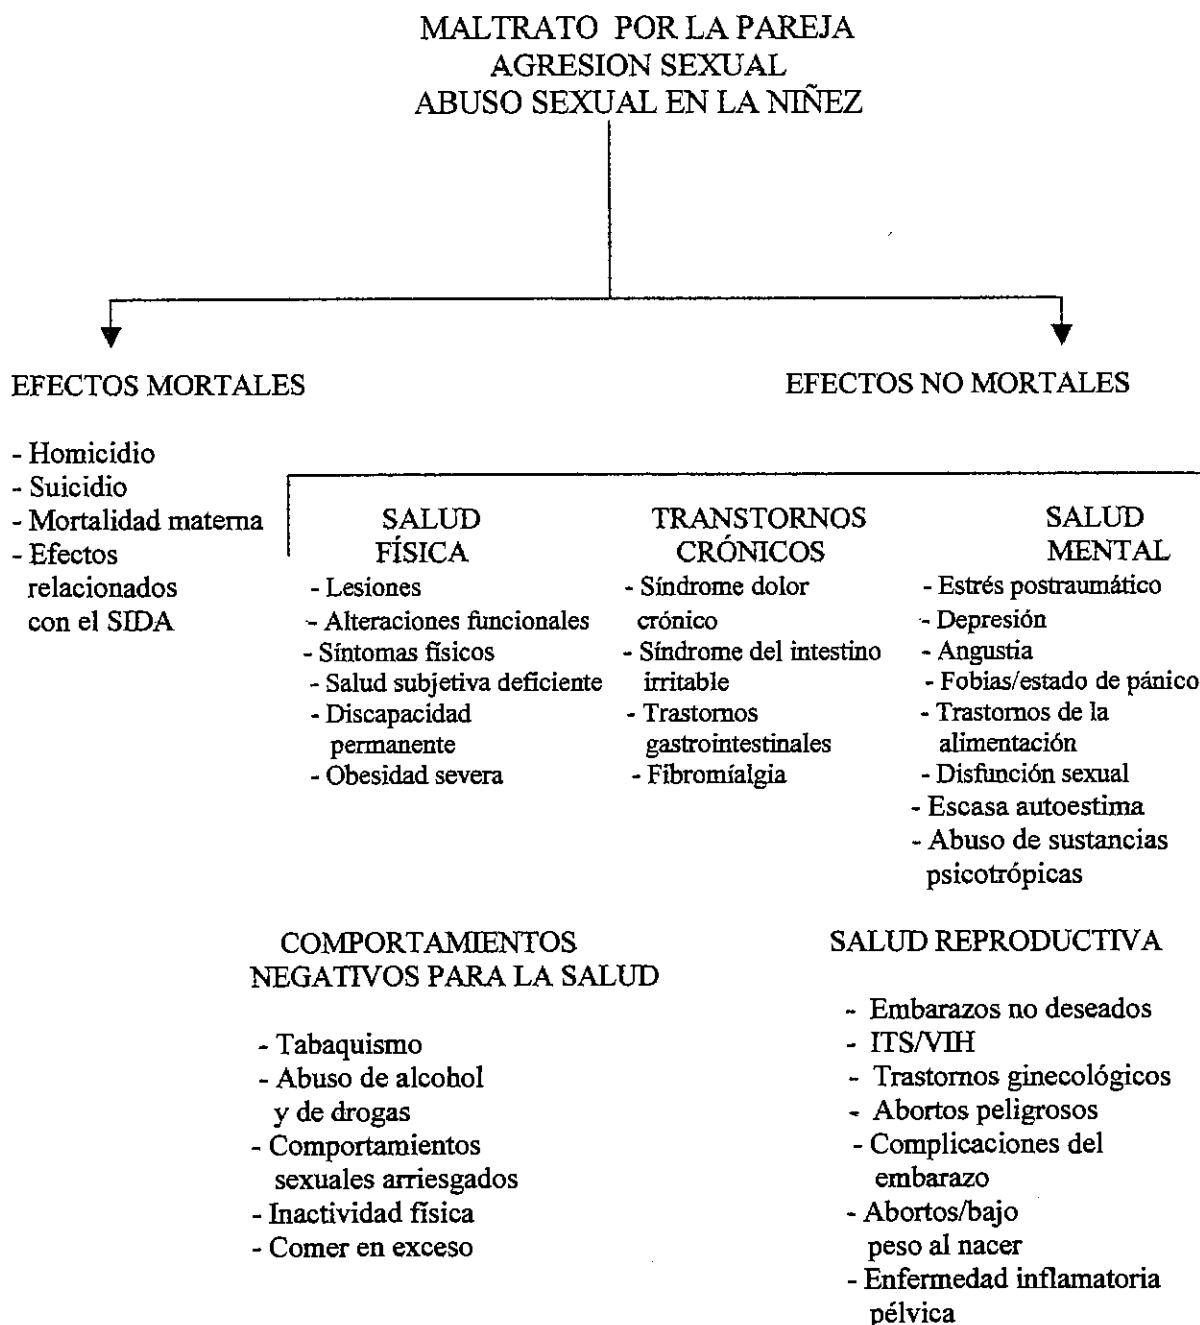 MALTRATO POR LA PAREJA
AGRESION SEXUAL
ABUSO SEXUAL EN LA NIÑEZ
EFECTOS MORTALES
- Homicidio
- Suicidio
- Mortalidad materna
- Efectos
relacionados
con el SIDA
EFECTOS NO MORTALES
SALUD
FÍSICA
- Lesiones
- Alteraciones funcionales
- Síntomas físicos
- Salud subjetiva deficiente
- Discapacidad
permanente
- Obesidad severa
TRANSTORNOS
CRÓNICOS
- Síndrome dolor
crónico
- Síndrome del intestino
irritable
- Trastornos
gastrointestinales
- Fibromíalgia
SALUD
MENTAL
- Estrés postraumático
- Depresión
- Angustia
- Fobias/estado de pánico
- Trastornos de la
alimentación
- Disfunción sexual
- Escasa autoestima
- Abuso de sustancias
psicotrópicas
COMPORTAMIENTOS
NEGATIVOS PARA LA SALUD
- Tabaquismo
- Abuso de alcohol
y de drogas
- Comportamientos
sexuales arriesgados
- Inactividad física
- Comer en exceso
SALUD REPRODUCTIVA
- Embarazos no deseados
- ITS/VIH
- Trastornos ginecológicos
- Abortos peligrosos
- Complicaciones del
embarazo
- Abortos/bajo
peso al nacer
- Enfermedad inflamatoria
pélvica